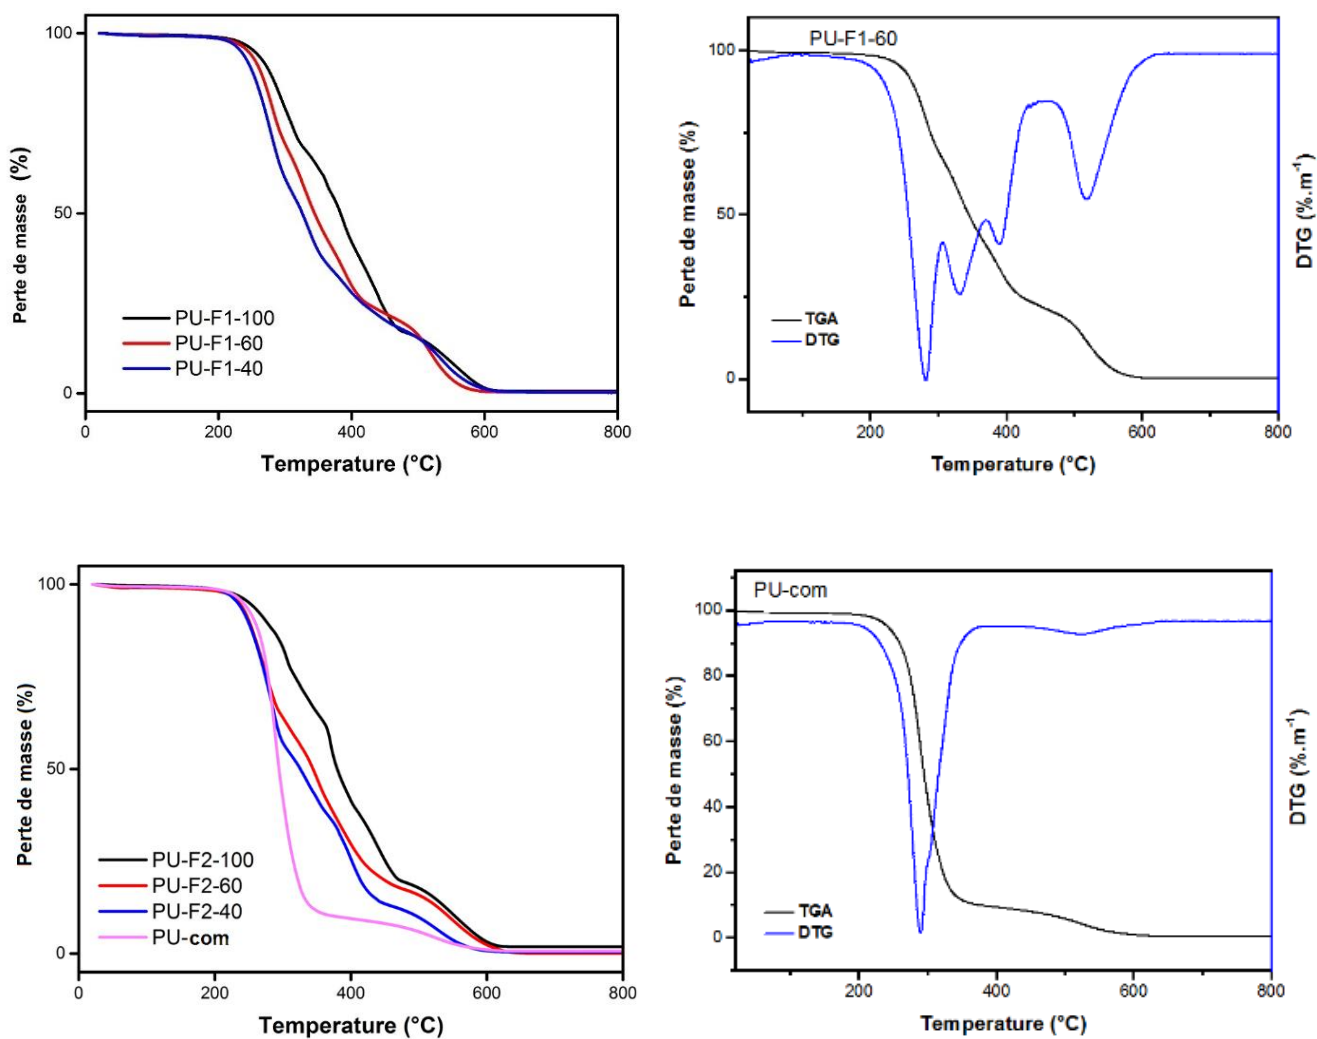 100
50
0
Perte de masse (%)
PU-F1-100
PU-F1-60
PU-F1-40
0
200
400
600
800
Temperature (°C)
PU-F1-60
100
50
0
Perte de masse (%)
TGA
DTG
DTG (%.m⁻¹)
200
400
600
800
Temperature (°C)
100
50
0
Perte de masse (%)
PU-F2-100
PU-F2-60
PU-F2-40
PU-com
0
200
400
600
800
Temperature (°C)
PU-com
100
80
60
40
20
0
Perte de masse (%)
TGA
DTG
DTG (%.m⁻¹)
200
400
600
800
Temperature (°C)